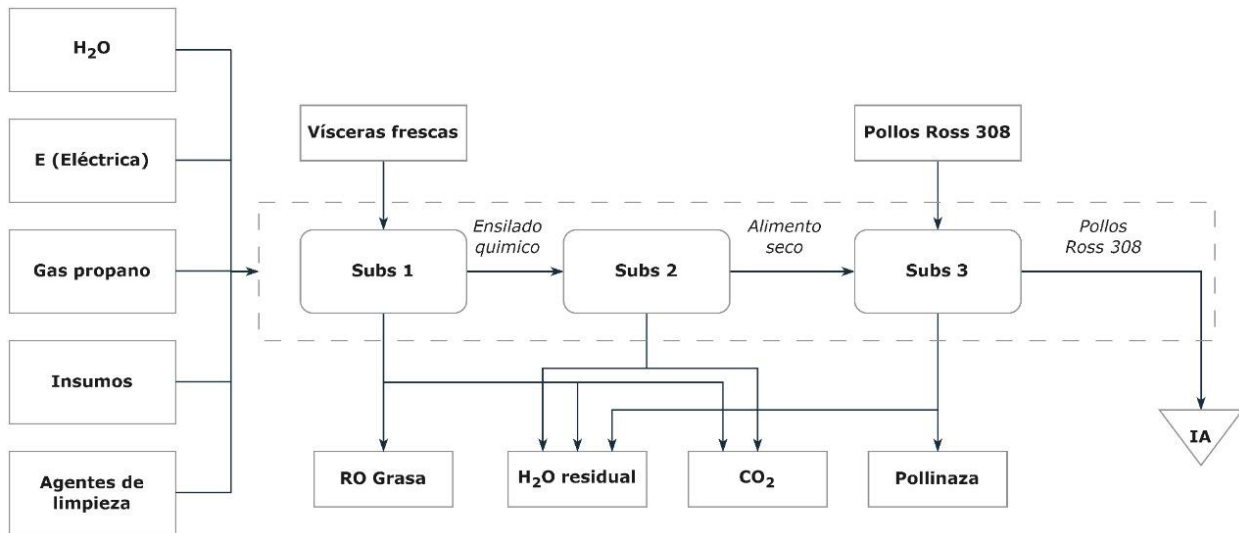 H₂O
E (Eléctrica)
Gas propano
Insumos
Agentes de
limpieza
Vísceras frescas
Pollos Ross 308
Subs 1
Ensilado
quimico
Subs 2
Alimento
seco
Subs 3
Pollos
Ross 308
RO Grasa
H₂O residual
CO₂
Pollinaza
IA